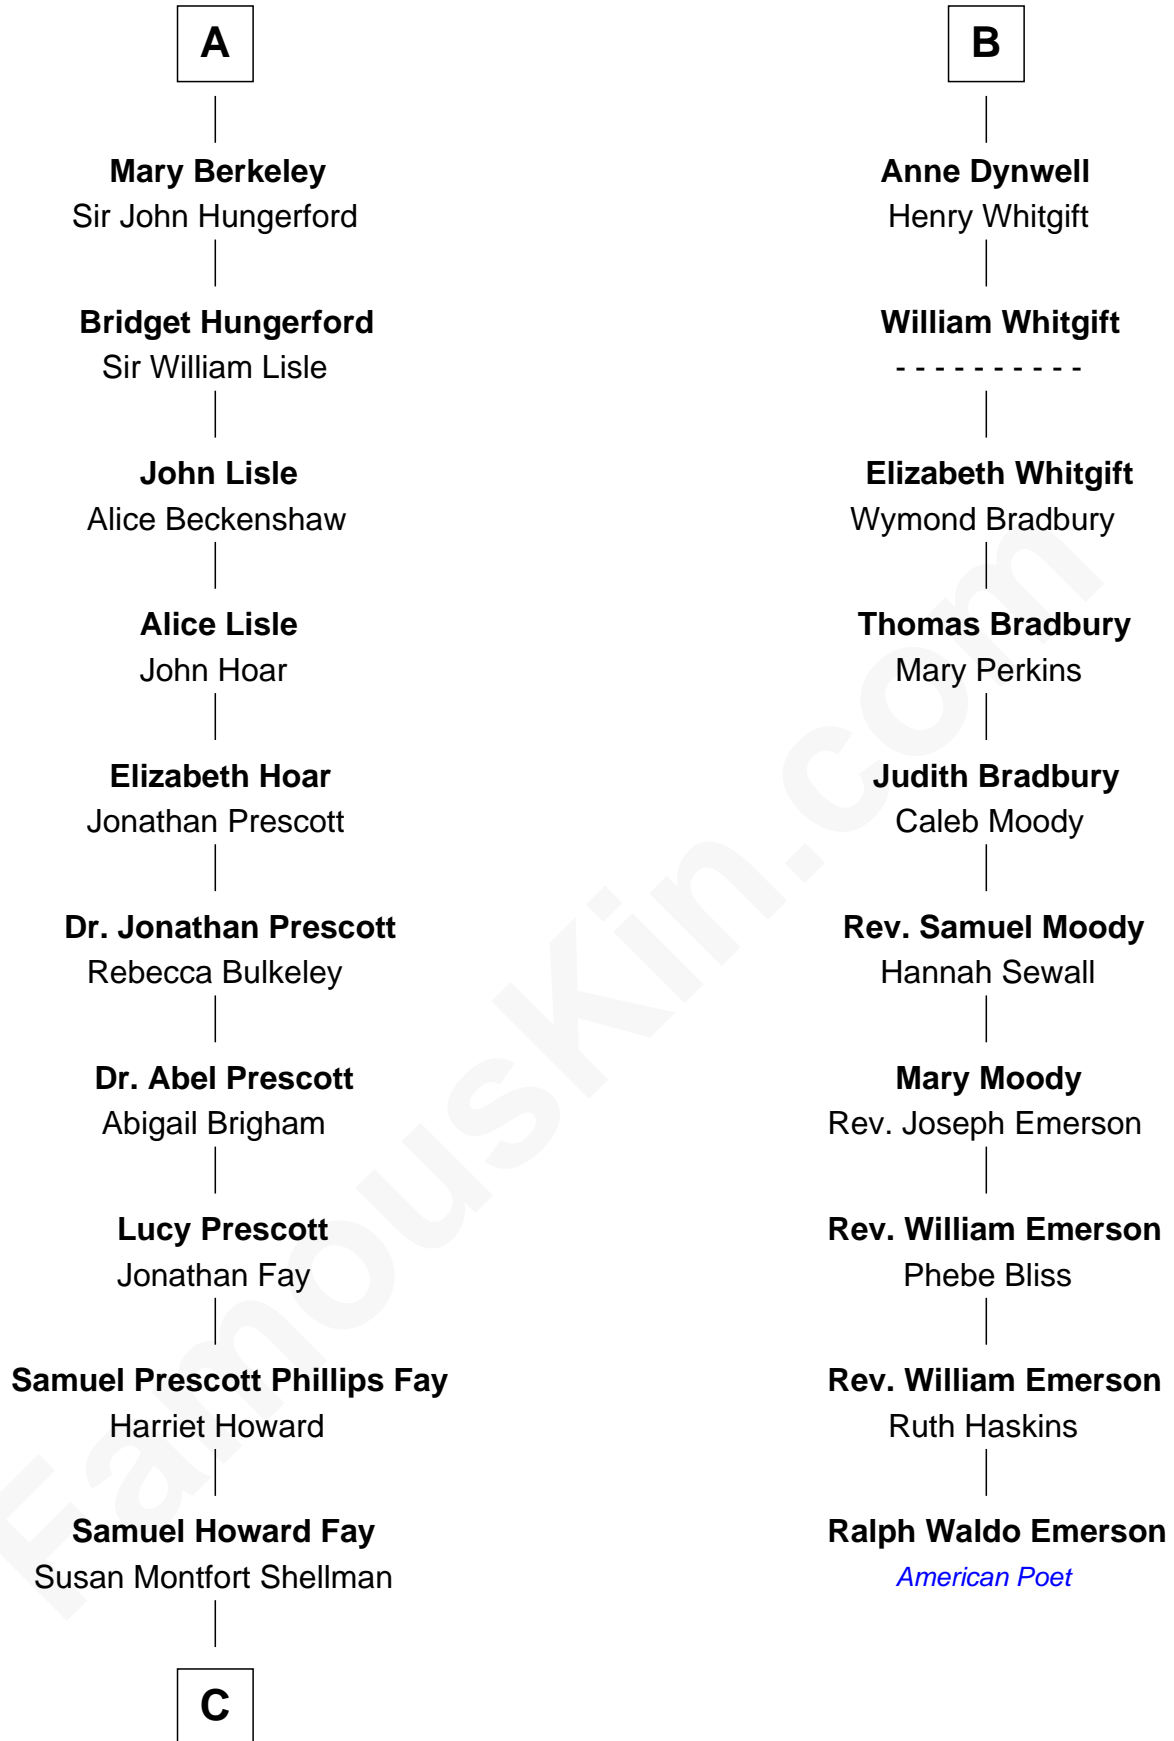 A
Mary Berkeley
Sir John Hungerford
Bridget Hungerford
Sir William Lisle
John Lisle
Alice Beckenshaw
Alice Lisle
John Hoar
Elizabeth Hoar
Jonathan Prescott
Dr. Jonathan Prescott
Rebecca Bulkeley
Dr. Abel Prescott
Abigail Brigham
Lucy Prescott
Jonathan Fay
Samuel Prescott Phillips Fay
Harriet Howard
Samuel Howard Fay
Susan Montfort Shellman
C
B
Anne Dynwell
Henry Whitgift
William Whitgift
- - - - - - - - - -
Elizabeth Whitgift
Wymond Bradbury
Thomas Bradbury
Mary Perkins
Judith Bradbury
Caleb Moody
Rev. Samuel Moody
Hannah Sewall
Mary Moody
Rev. Joseph Emerson
Rev. William Emerson
Phebe Bliss
Rev. William Emerson
Ruth Haskins
Ralph Waldo Emerson
American Poet
FamousKin.com